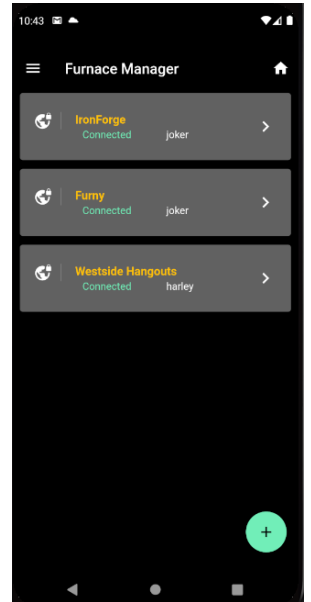 10:43
Furnace Manager
IronForge
Connected joker
Furny
Connected joker
Westside Hangouts
Connected harley
+